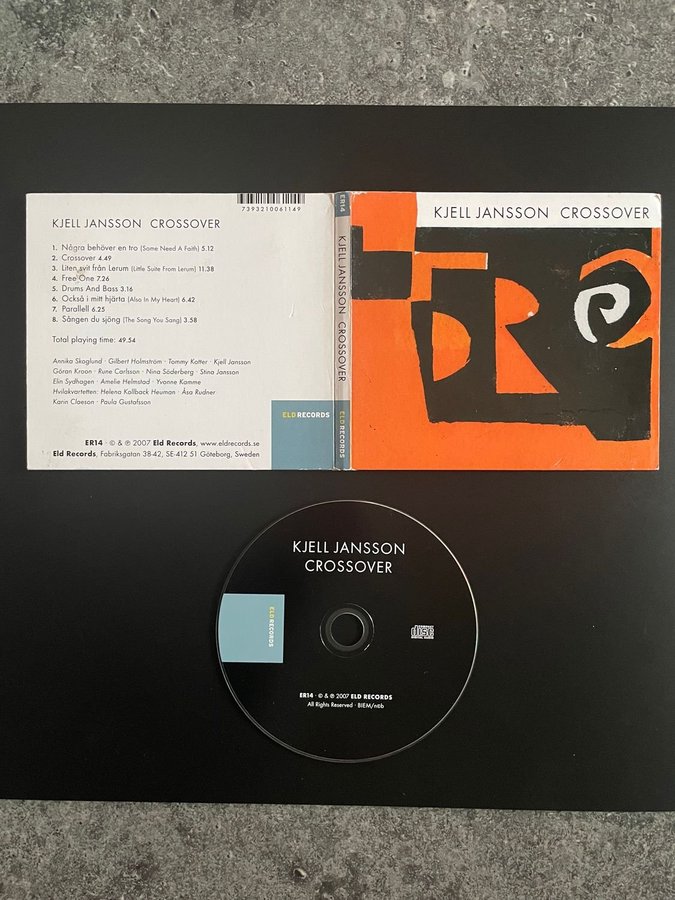 7393210061149
KJELL JANSSON CROSSOVER
1. Några behöver en tro (Some Need A Faith) 5.12
2. Crossover 4.49
3. Liten svit från Lerum (Little Suite From Lerum) 11.38
4. Free One 7.26
5. Drums And Bass 3.16
6. Också i mitt hjärta (Also In My Heart) 6.42
7. Parallell 6.25
8. Sången du sjöng (The Song You Sang) 3.58
Total playing time: 49.54
Annika Skoglund · Gilbert Holmström · Tommy Kotter · Kjell Jansson
Göran Kroon · Rune Carlsson · Nina Söderberg · Stina Jansson
Elin Sydhagen · Amelie Helmstad · Yvonne Kamme
Hvilakvartetten: Helena Kallback Heuman · Åsa Rudner
Karin Claeson · Paula Gustafsson
ELD RECORDS
ER14 · © & ℗ 2007 Eld Records, www.eldrecords.se
Eld Records, Fabriksgatan 38-42, SE-412 51 Göteborg, Sweden
ER14
KJELL JANSSON CROSSOVER
ELD RECORDS
KJELL JANSSON CROSSOVER
KJELL JANSSON
CROSSOVER
ELD RECORDS
COMPACT
disc
DIGITAL AUDIO
ER14 · © & ℗ 2007 ELD RECORDS
All Rights Reserved · BIEM/n©b